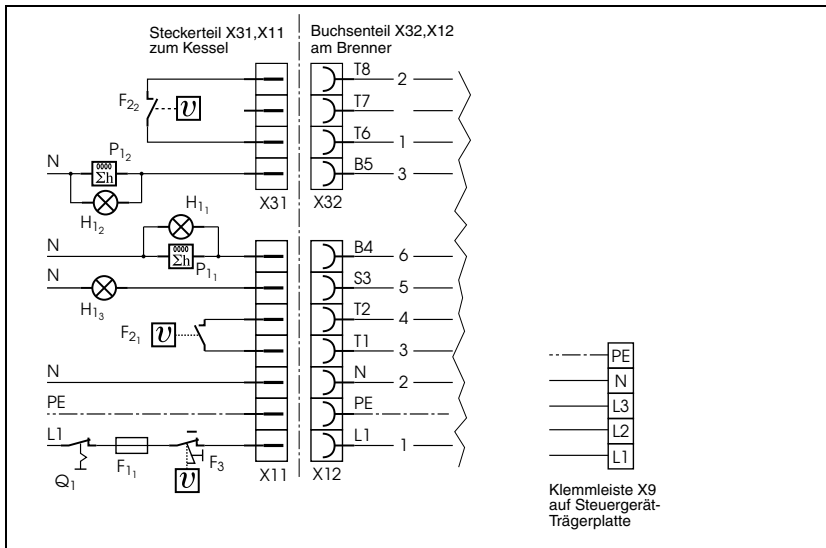 Steckerteil X31,X11
zum Kessel
Buchsenteil X32,X12
am Brenner
T8 2
F22 υ
T7
T6 1
N P12 0000 Σh
B5 3
H12
X31 X32
H11
N 0000 Σh P11
B4 6
N H13
S3 5
T2 4
F21 υ
T1 3
N
N 2
PE
PE
L1
L1 1
Q1 F11 F3 υ
X11 X12
PE
N
L3
L2
L1
Klemmleiste X9
auf Steuergerät-
Trägerplatte